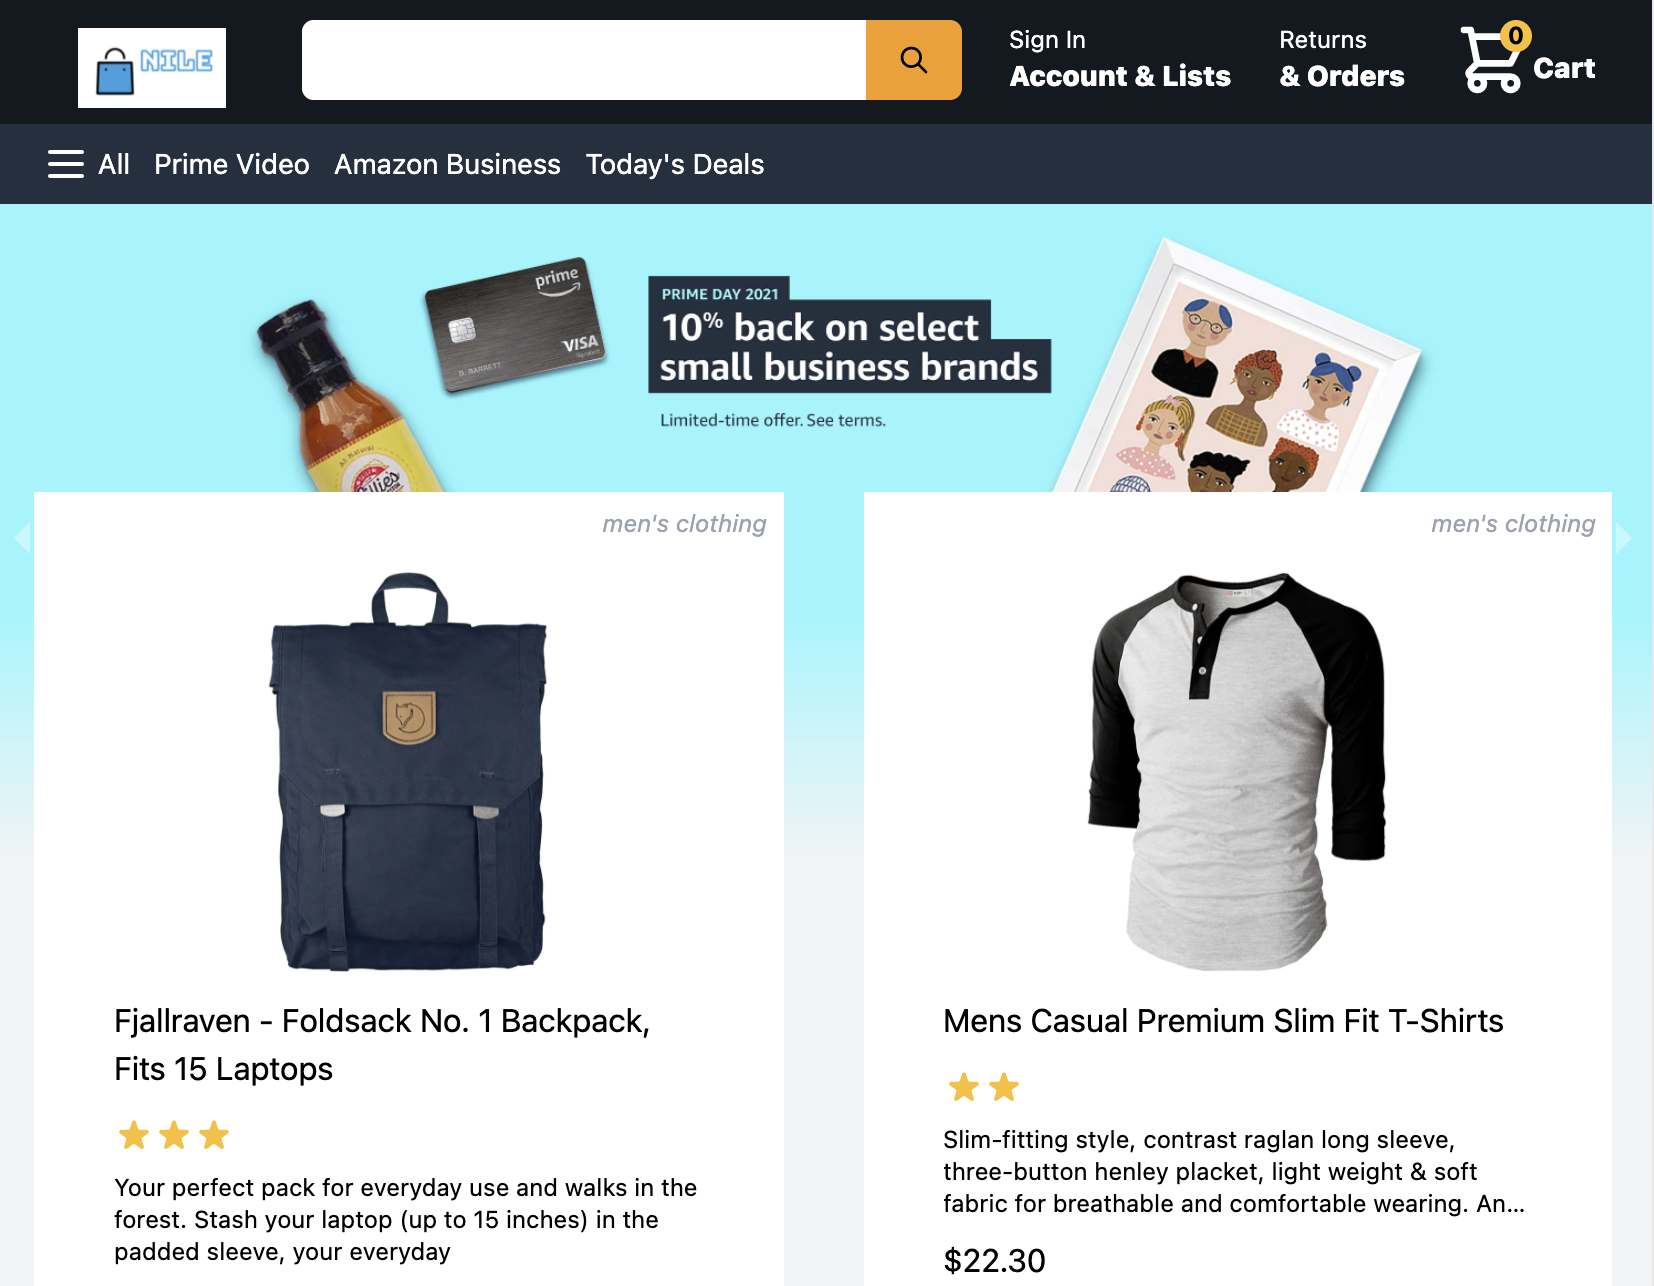 NILE
Sign In
Account & Lists
Returns
& Orders
0
Cart
All Prime Video Amazon Business Today's Deals
prime
VISA
Signature
D. BARRETT
PRIME DAY 2021
10% back on select
small business brands
Limited-time offer. See terms.
All Natural
men's clothing
Fjallraven - Foldsack No. 1 Backpack,
Fits 15 Laptops
Your perfect pack for everyday use and walks in the
forest. Stash your laptop (up to 15 inches) in the
padded sleeve, your everyday
men's clothing
Mens Casual Premium Slim Fit T-Shirts
Slim-fitting style, contrast raglan long sleeve,
three-button henley placket, light weight & soft
fabric for breathable and comfortable wearing. An...
$22.30